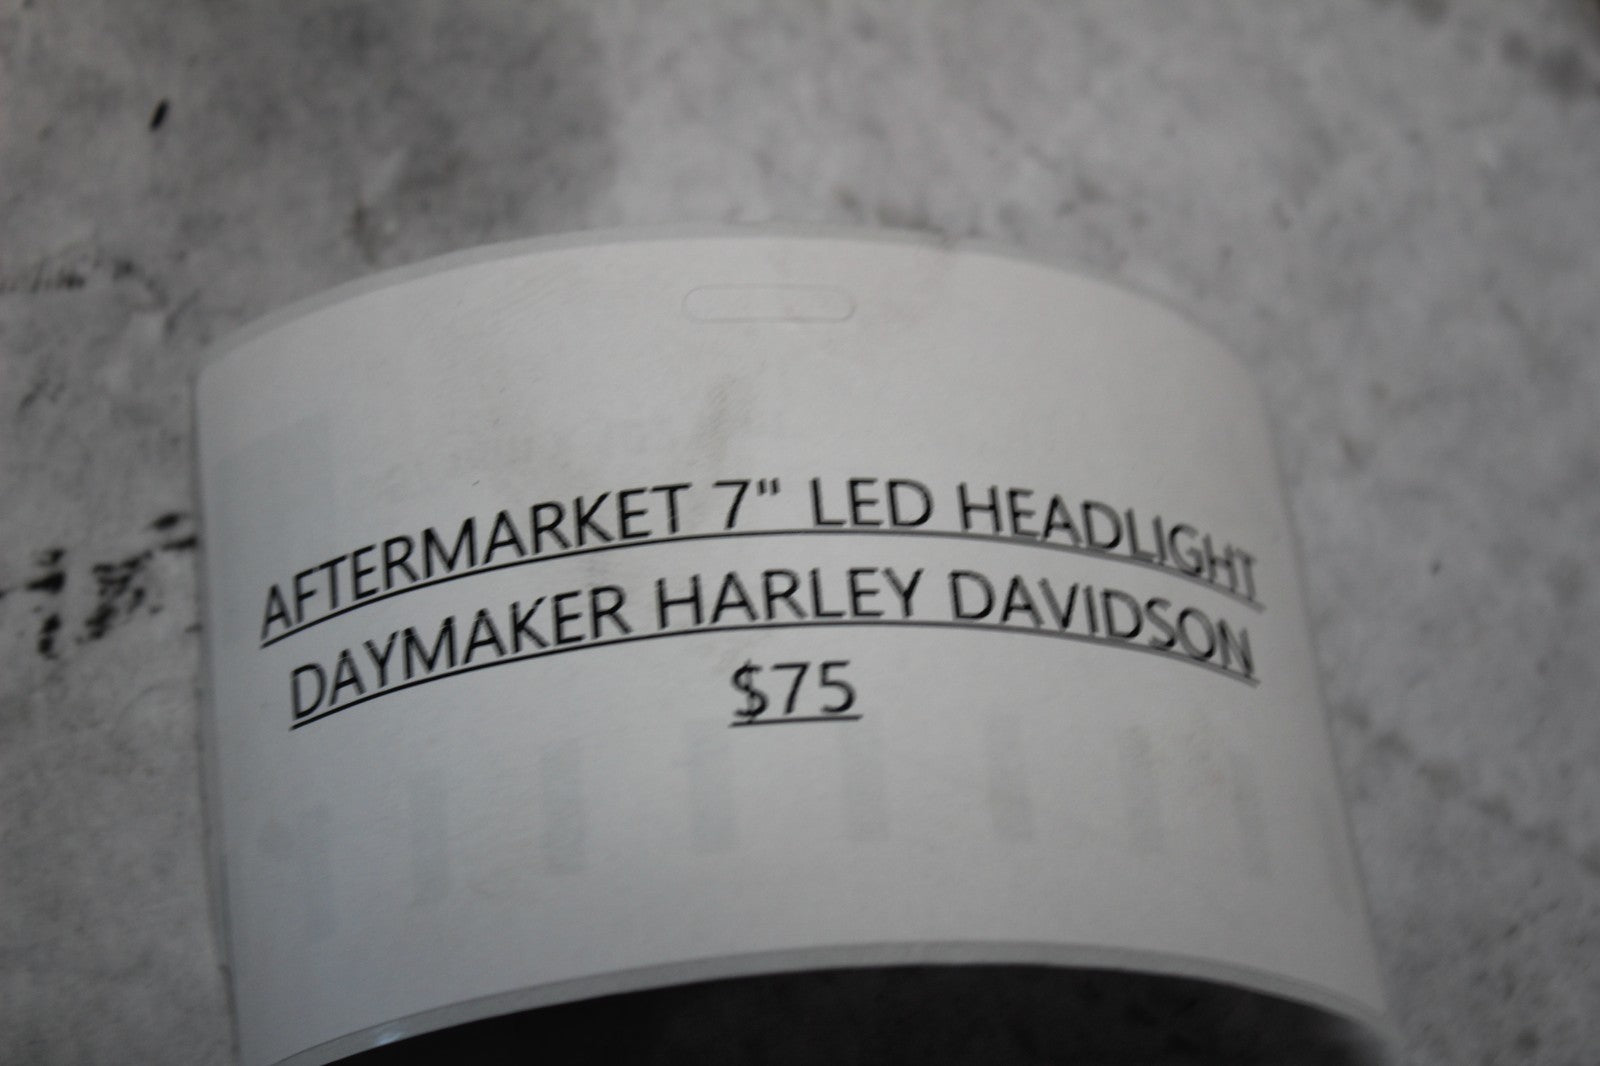 AFTERMARKET 7" LED HEADLIGHT
DAYMAKER HARLEY DAVIDSON
$75